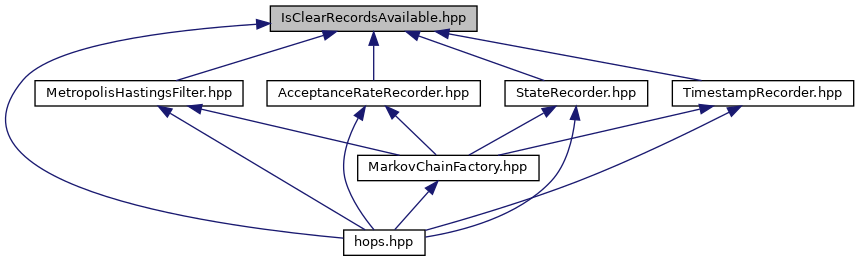 IsClearRecordsAvailable.hpp
MetropolisHastingsFilter.hpp
AcceptanceRateRecorder.hpp
StateRecorder.hpp
TimestampRecorder.hpp
MarkovChainFactory.hpp
hops.hpp